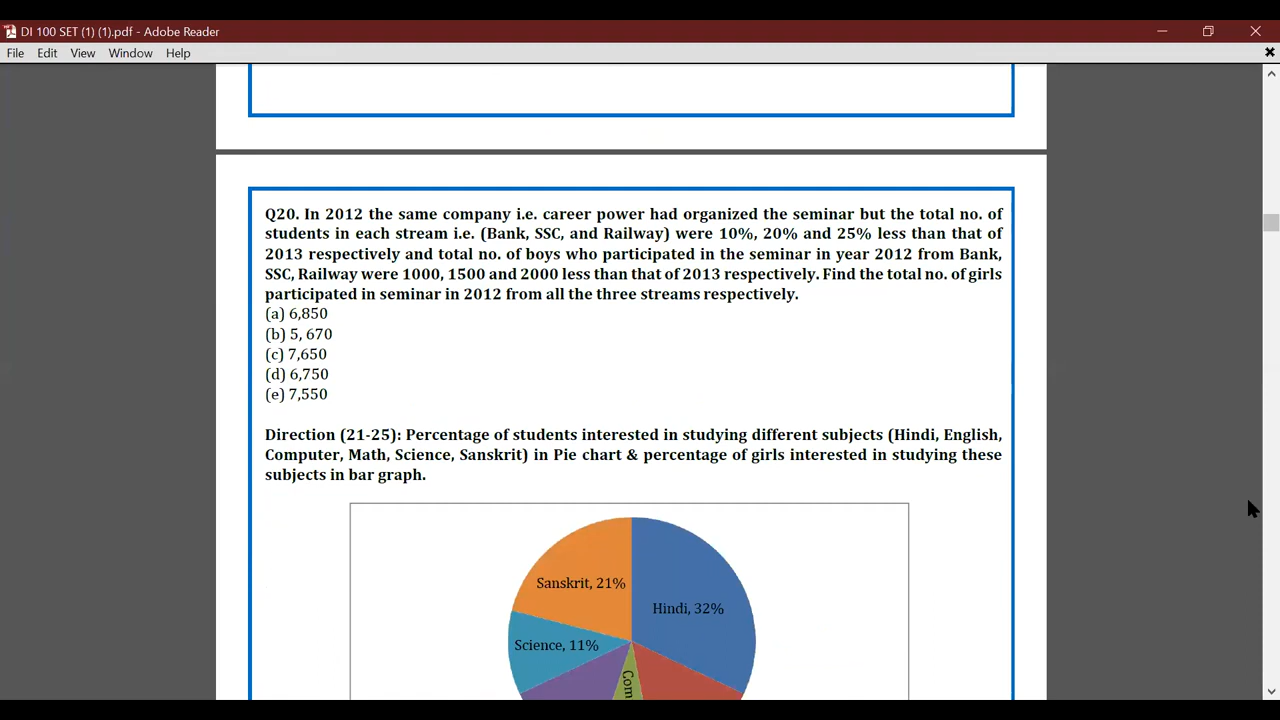 DI 100 SET (1) (1).pdf - Adobe Reader
File Edit View Window Help
Q20. In 2012 the same company i.e. career power had organized the seminar but the total no. of
students in each stream i.e. (Bank, SSC, and Railway) were 10%, 20% and 25% less than that of
2013 respectively and total no. of boys who participated in the seminar in year 2012 from Bank,
SSC, Railway were 1000, 1500 and 2000 less than that of 2013 respectively. Find the total no. of girls
participated in seminar in 2012 from all the three streams respectively.
(a) 6,850
(b) 5, 670
(c) 7,650
(d) 6,750
(e) 7,550
Direction (21-25): Percentage of students interested in studying different subjects (Hindi, English,
Computer, Math, Science, Sanskrit) in Pie chart & percentage of girls interested in studying these
subjects in bar graph.
Sanskrit, 21%
Hindi, 32%
Science, 11%
Com